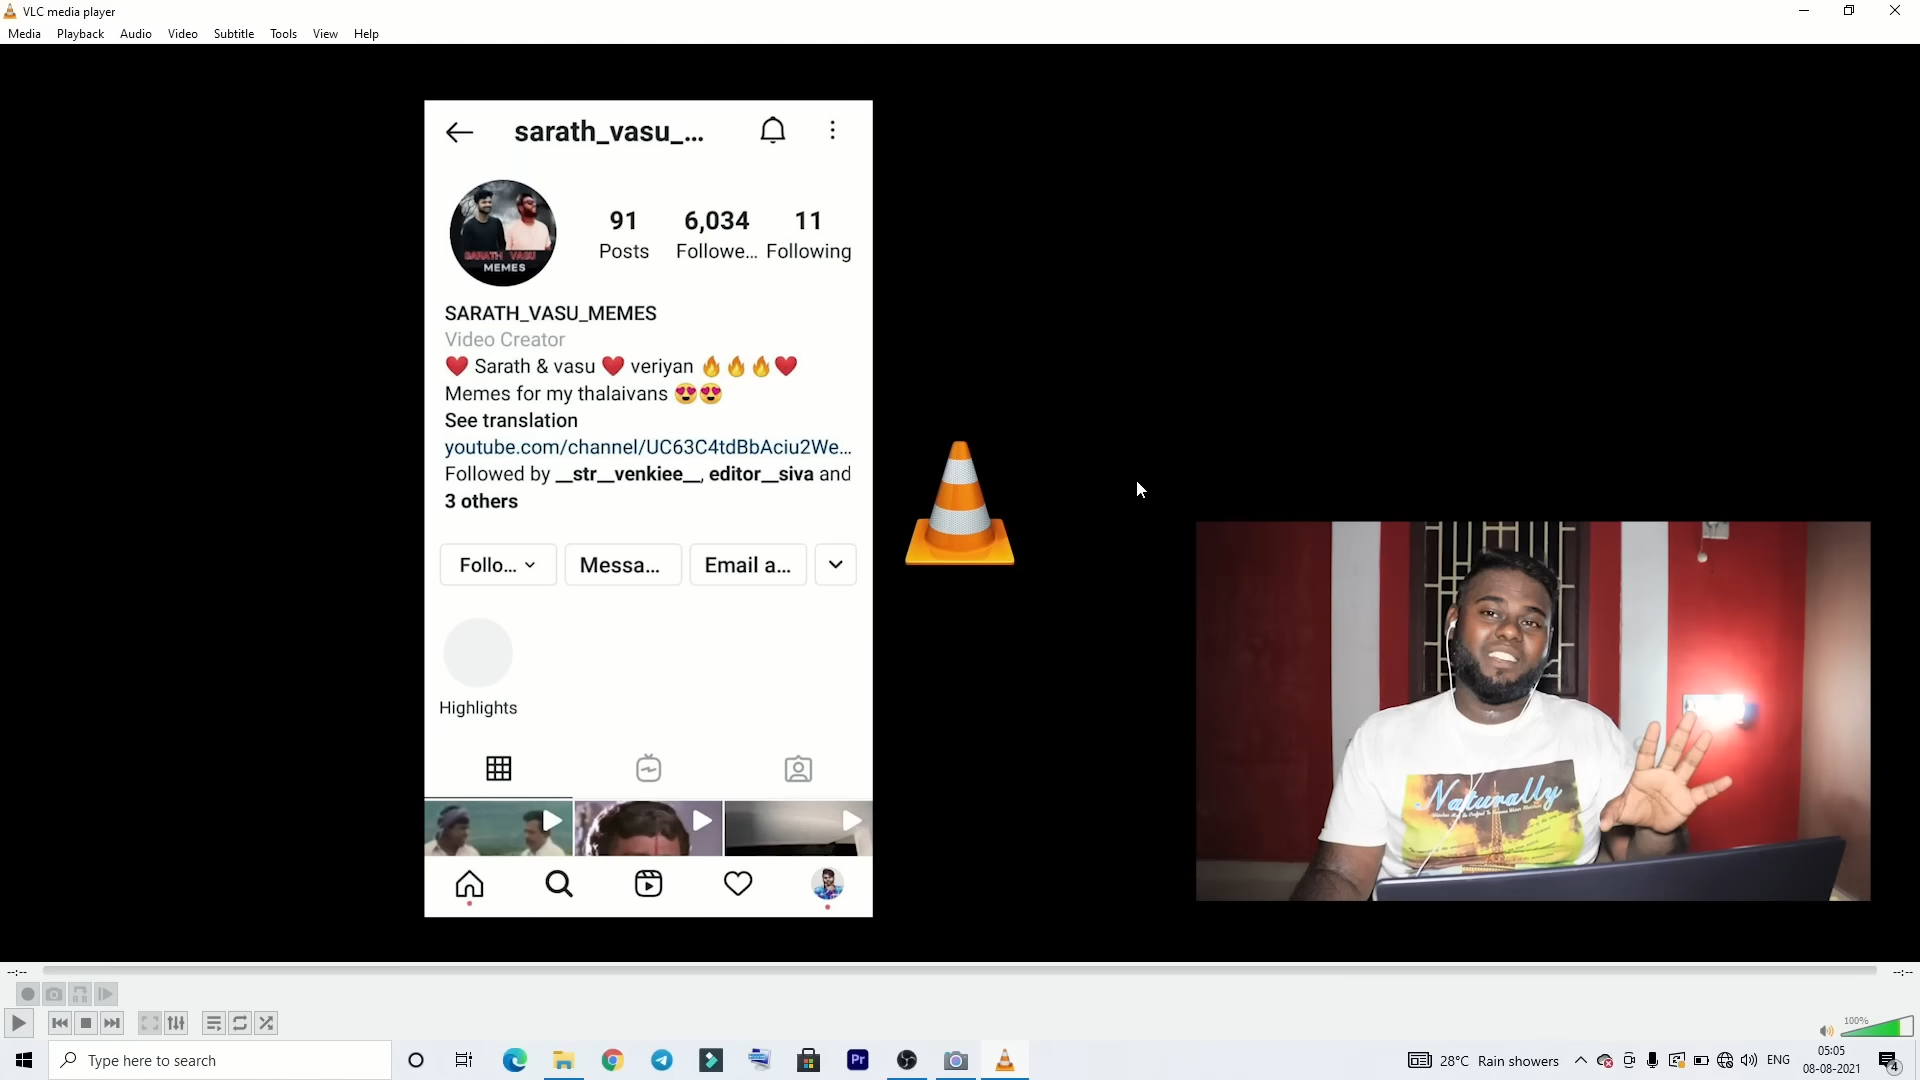 VLC media player
Media Playback Audio Video Subtitle Tools View Help
sarath_vasu_...
91 6,034 11
Posts Followe... Following
SARATH VASU
MEMES
SARATH_VASU_MEMES
Video Creator
❤️ Sarath & vasu ❤️ veriyan 🔥🔥🔥❤️
Memes for my thalaivans 😍😍
See translation
youtube.com/channel/UC63C4tdBbAciu2We...
Followed by __str__venkiee__, editor__siva and
3 others
Follo... Messa... Email a...
Highlights
Naturally
--:-- --:--
100%
Type here to search
Pr
28°C Rain showers
ENG
05:05
08-08-2021
4